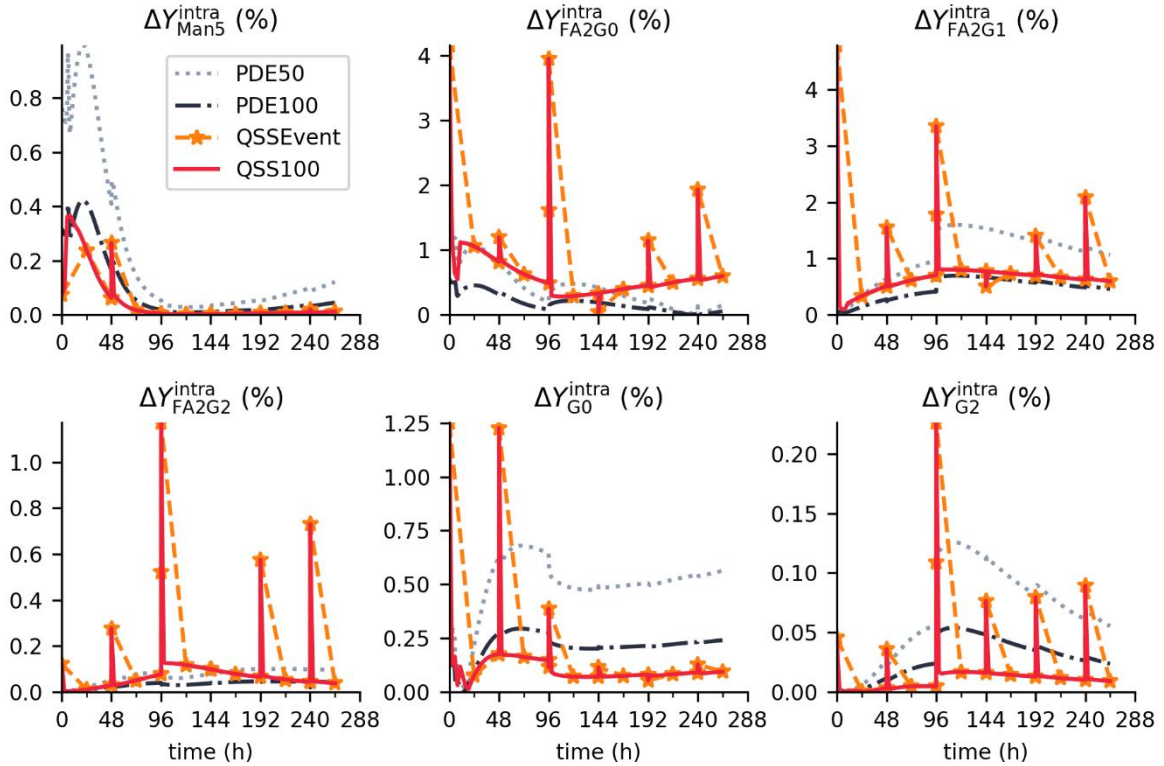 ΔY^intra_Man5 (%)
ΔY^intra_FA2G0 (%)
ΔY^intra_FA2G1 (%)
PDE50
PDE100
QSSEvent
QSS100
0.8
0.6
0.4
0.2
0.0
4
3
2
1
0
4
3
2
1
0
0 48 96 144 192 240 288
0 48 96 144 192 240 288
0 48 96 144 192 240 288
ΔY^intra_FA2G2 (%)
ΔY^intra_G0 (%)
ΔY^intra_G2 (%)
1.0
0.8
0.6
0.4
0.2
0.0
1.25
1.00
0.75
0.50
0.25
0.00
0.20
0.15
0.10
0.05
0.00
0 48 96 144 192 240 288
0 48 96 144 192 240 288
0 48 96 144 192 240 288
time (h)
time (h)
time (h)